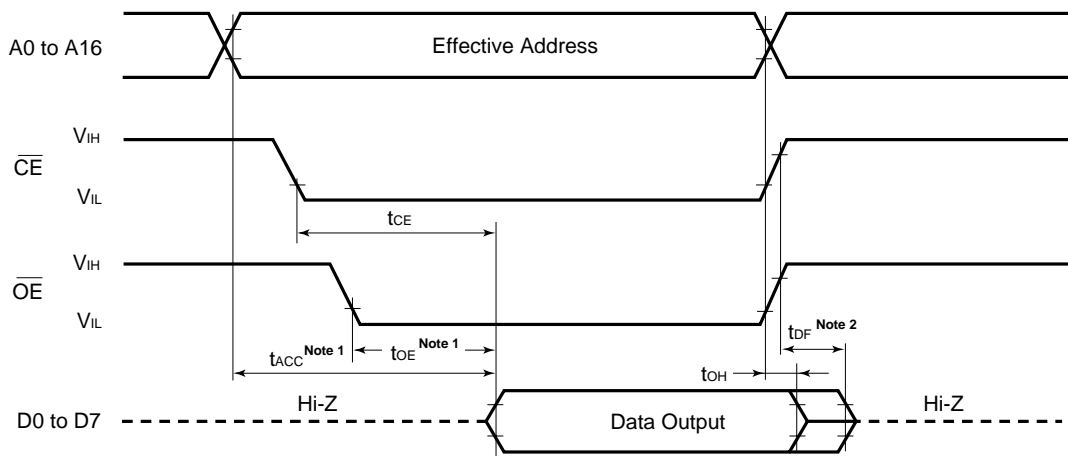 A0 to A16
Effective Address
VIH
CE
VIL
tCE
VIH
OE
VIL
tACC Note 1
tOE Note 1
tDF Note 2
tOH
D0 to D7
Hi-Z
Data Output
Hi-Z